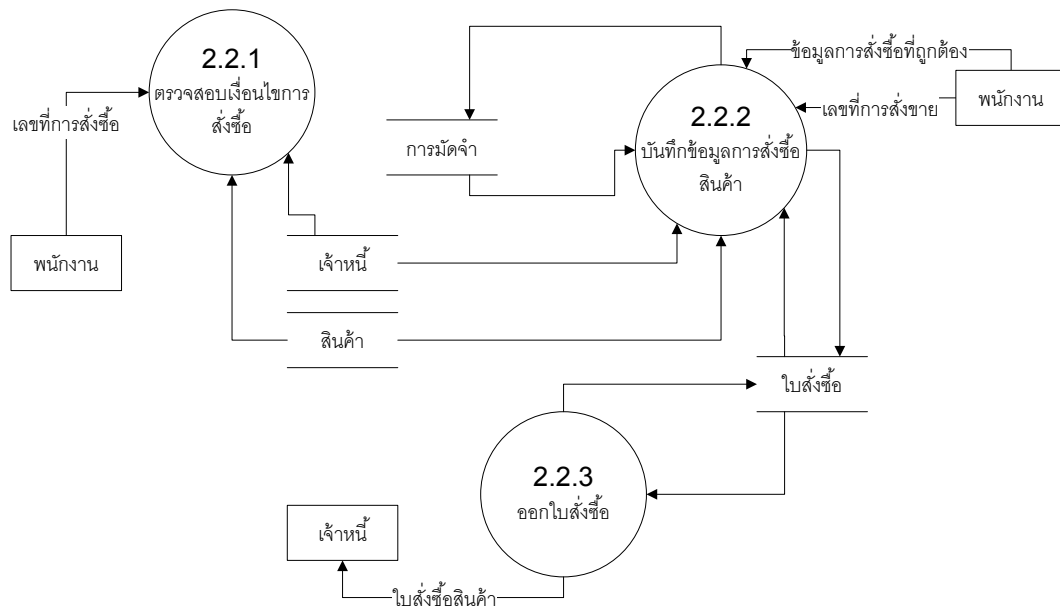 2.2.1
ตรวจสอบเงื่อนไขการ
สั่งซื้อ
เลขที่การสั่งซื้อ
พนักงาน
ข้อมูลการสั่งซื้อที่ถูกต้อง
พนักงาน
เลขที่การสั่งขาย
2.2.2
บันทึกข้อมูลการสั่งซื้อ
สินค้า
การมัดจำ
เจ้าหนี้
สินค้า
ใบสั่งซื้อ
2.2.3
ออกใบสั่งซื้อ
เจ้าหนี้
ใบสั่งซื้อสินค้า